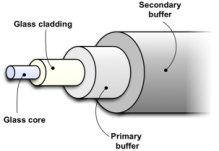 Secondary
buffer
Glass cladding
Glass core
Primary
buffer